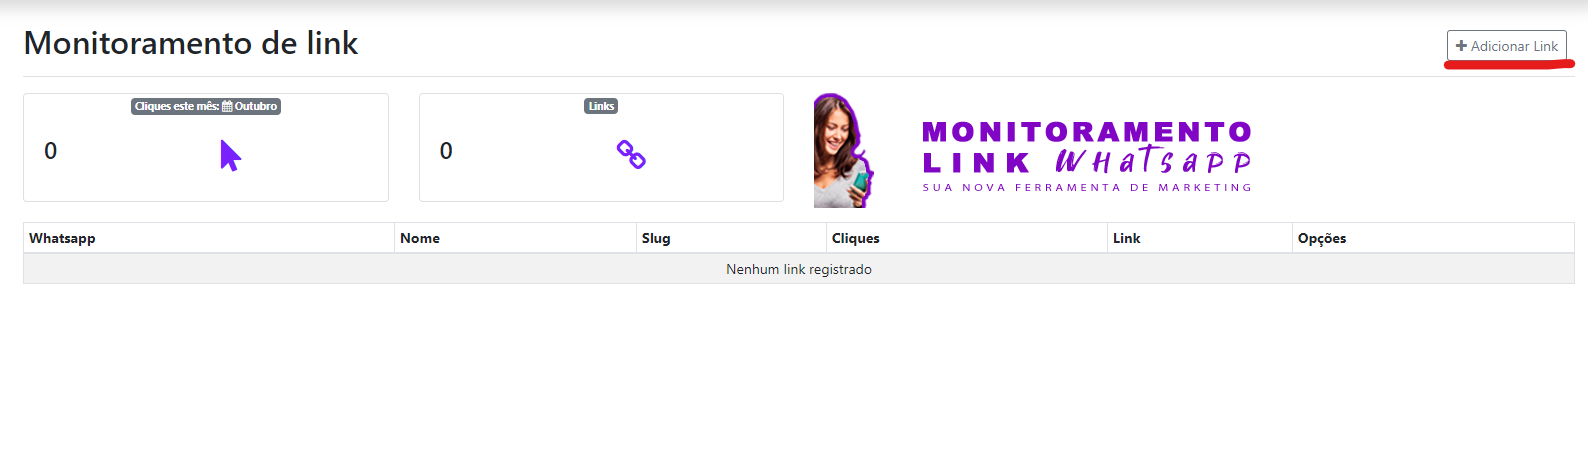 Monitoramento de link
Adicionar Link
Cliques este mês: Outubro
0
Links
0
MONITORAMENTO
LINK Whatsapp
SUA NOVA FERRAMENTA DE MARKETING
Whatsapp Nome Slug Cliques Link Opções
Nenhum link registrado